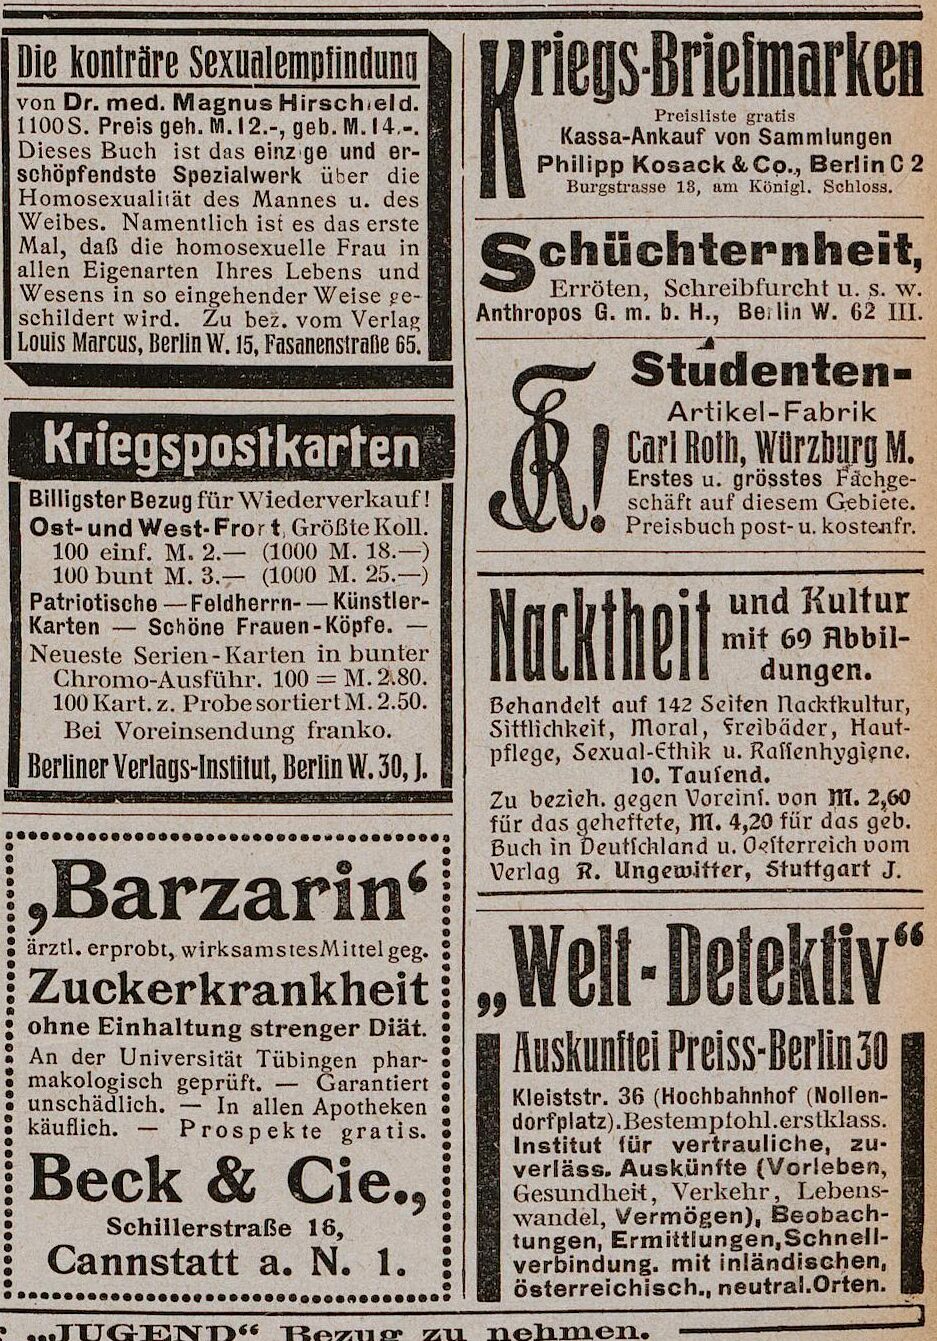 Die konträre Sexualempfindung
von Dr. med. Magnus Hirschfeld.
1100 S. Preis geh. M. 12.-, geb. M. 14.-.
Dieses Buch ist das einzige und er-
schöpfendste Spezialwerk über die
Homosexualität des Mannes u. des
Weibes. Namentlich ist es das erste
Mal, daß die homosexuelle Frau in
allen Eigenarten Ihres Lebens und
Wesens in so eingehender Weise ge-
schildert wird. Zu bez. vom Verlag
Louis Marcus, Berlin W. 15, Fasanenstraße 65.
Kriegspostkarten
Billigster Bezug für Wiederverkauf!
Ost- und West-Front, Größte Koll.
100 einf. M. 2.— (1000 M. 18.—)
100 bunt M. 3.— (1000 M. 25.—)
Patriotische — Feldherrn- — Künstler-
Karten — Schöne Frauen-Köpfe. —
Neueste Serien-Karten in bunter
Chromo-Ausführ. 100 = M. 2.80.
100 Kart. z. Probe sortiert M. 2.50.
Bei Voreinsendung franko.
Berliner Verlags-Institut, Berlin W. 30, J.
‚Barzarin‘
ärztl. erprobt, wirksamstes Mittel geg.
Zuckerkrankheit
ohne Einhaltung strenger Diät.
An der Universität Tübingen phar-
makologisch geprüft. — Garantiert
unschädlich. — In allen Apotheken
käuflich. — Prospekte gratis.
Beck & Cie.,
Schillerstraße 16,
Cannstatt a. N. 1.
Kriegs-Briefmarken
Preisliste gratis
Kassa-Ankauf von Sammlungen
Philipp Kosack & Co., Berlin C 2
Burgstrasse 13, am Königl. Schloss.
Schüchternheit,
Erröten, Schreibfurcht u. s. w.
Anthropos G. m. b. H., Berlin W. 62 III.
Studenten-
Artikel-Fabrik
Carl Roth, Würzburg M.
Erstes u. grösstes Fachge-
schäft auf diesem Gebiete.
Preisbuch post- u. kostenfr.
Nacktheit und Kultur
mit 69 Abbil-
dungen.
Behandelt auf 142 Seiten Nacktkultur,
Sittlichkeit, Moral, Freibäder, Haut-
pflege, Sexual-Ethik u. Rassenhygiene.
10. Tausend.
Zu bezieh. gegen Voreins. von M. 2,60
für das geheftete, M. 4,20 für das geb.
Buch in Deutschland u. Oesterreich vom
Verlag R. Ungewitter, Stuttgart J.
„Welt-Detektiv“
Auskunftei Preiss-Berlin 30
Kleiststr. 36 (Hochbahnhof (Nollen-
dorfplatz). Bestempfohl. erstklass.
Institut für vertrauliche, zu-
verläss. Auskünfte (Vorleben,
Gesundheit, Verkehr, Lebens-
wandel, Vermögen), Beobach-
tungen, Ermittlungen, Schnell-
verbindung. mit inländischen,
österreichisch., neutral. Orten.
„JUGEND“ Bezug zu nehmen.